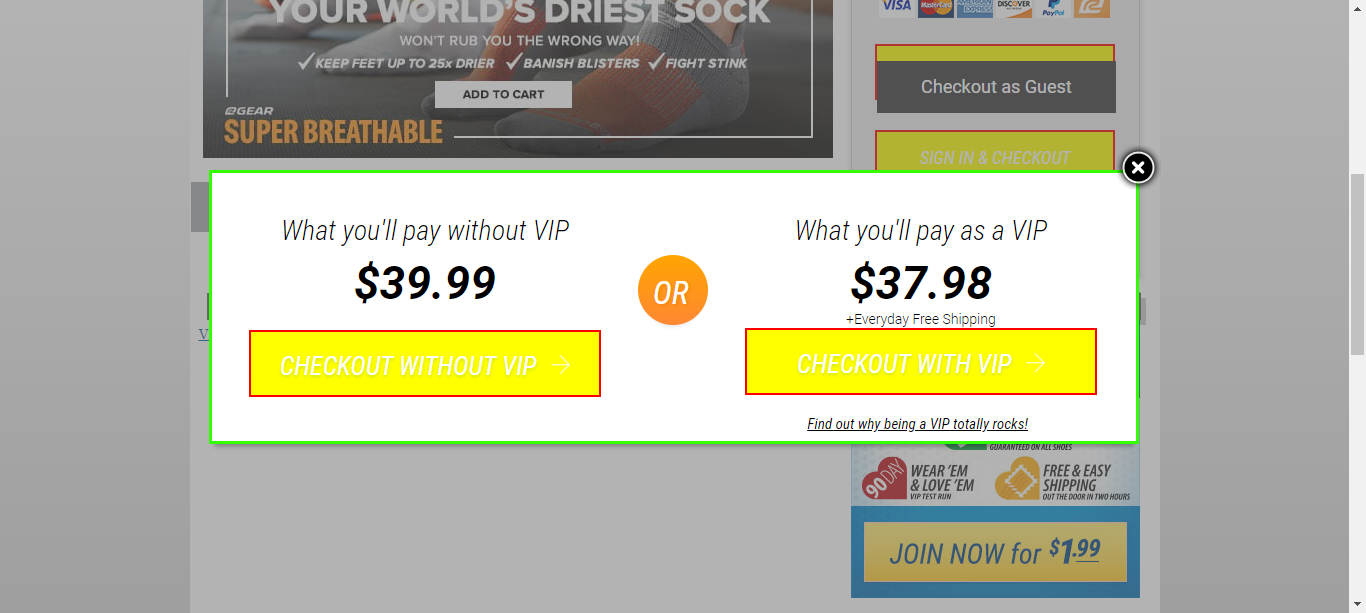 YOUR WORLD'S DRIEST SOCK
WON'T RUB YOU THE WRONG WAY!
✓KEEP FEET UP TO 25x DRIER ✓BANISH BLISTERS ✓FIGHT STINK
ADD TO CART
@GEAR
SUPER BREATHABLE
VISA
MasterCard
AMERICAN EXPRESS
DISCOVER
PayPal
Checkout as Guest
SIGN IN & CHECKOUT
What you'll pay without VIP
$39.99
CHECKOUT WITHOUT VIP →
OR
What you'll pay as a VIP
$37.98
+Everyday Free Shipping
CHECKOUT WITH VIP →
Find out why being a VIP totally rocks!
V
GUARANTEED ON ALL SHOES
90 DAY
WEAR 'EM
& LOVE 'EM
VIP TEST RUN
FREE & EASY
SHIPPING
OUT THE DOOR IN TWO HOURS
JOIN NOW for $1.99